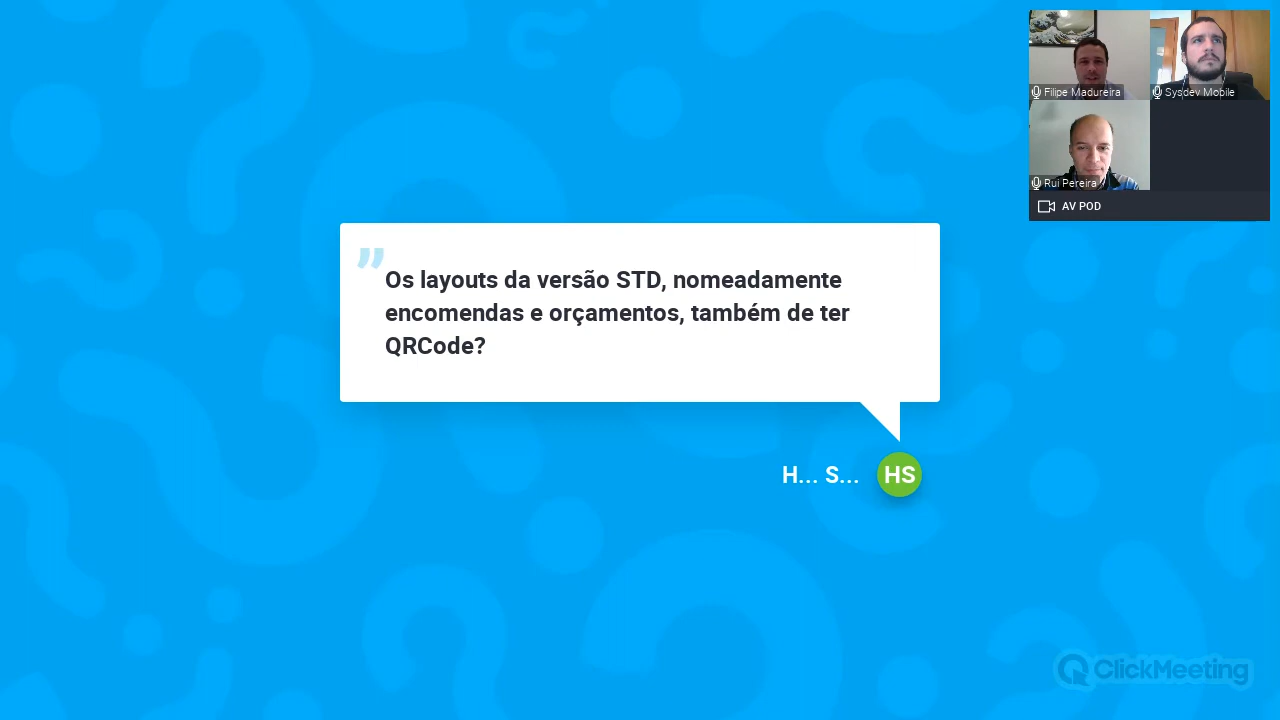 Filipe Madureira
Sysdev Mobile
Rui Pereira
AV POD
Os layouts da versão STD, nomeadamente
encomendas e orçamentos, também de ter
QRCode?
H... S...
HS
ClickMeeting